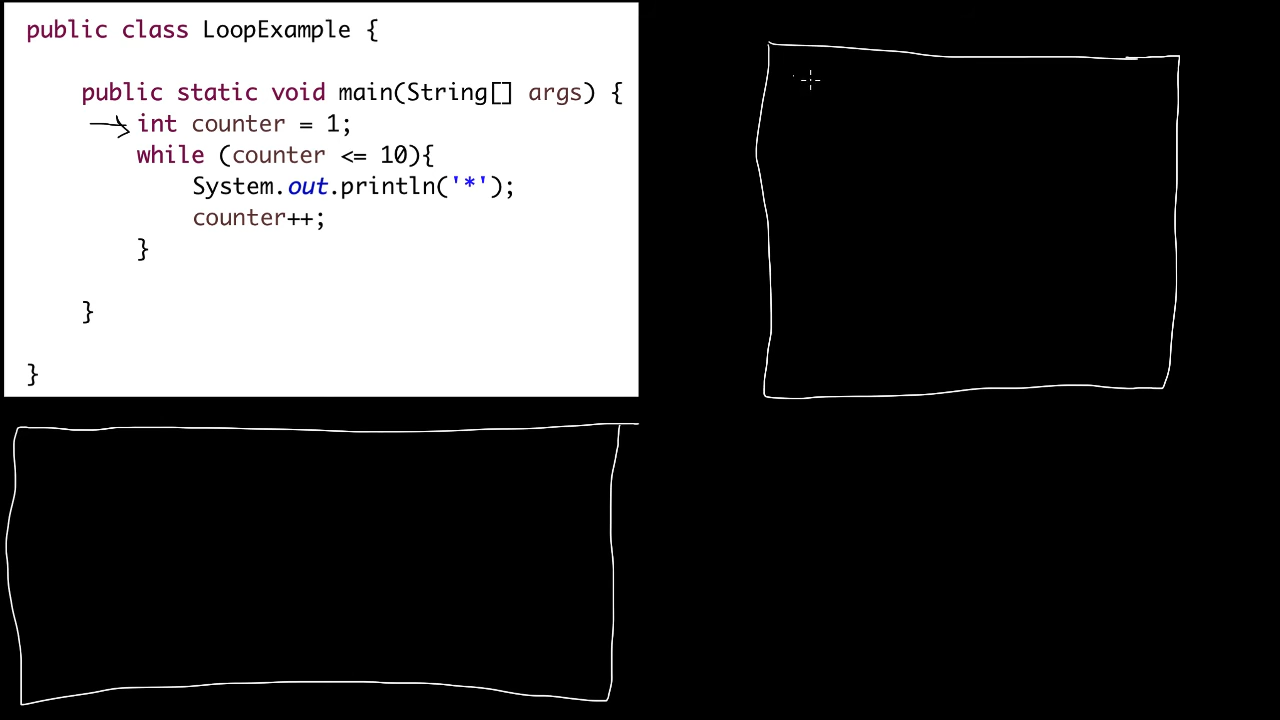 public class LoopExample {
public static void main(String[] args) {
int counter = 1;
while (counter <= 10){
System.out.println('*');
counter++;
}
}
}